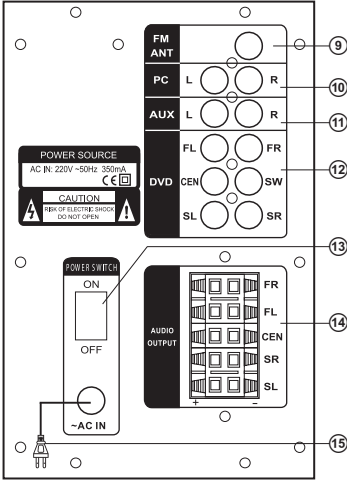 FM ANT
9
PC L R
10
AUX L R
11
FL FR
12
DVD CEN SW
SL SR
POWER SOURCE
AC IN: 220V ~50Hz 350mA
CE
CAUTION
RISK OF ELECTRIC SHOCK
DO NOT OPEN
13
POWER SWITCH
ON
OFF
~AC IN
AUDIO OUTPUT
FR
FL
14
CEN
SR
SL
+ −
15